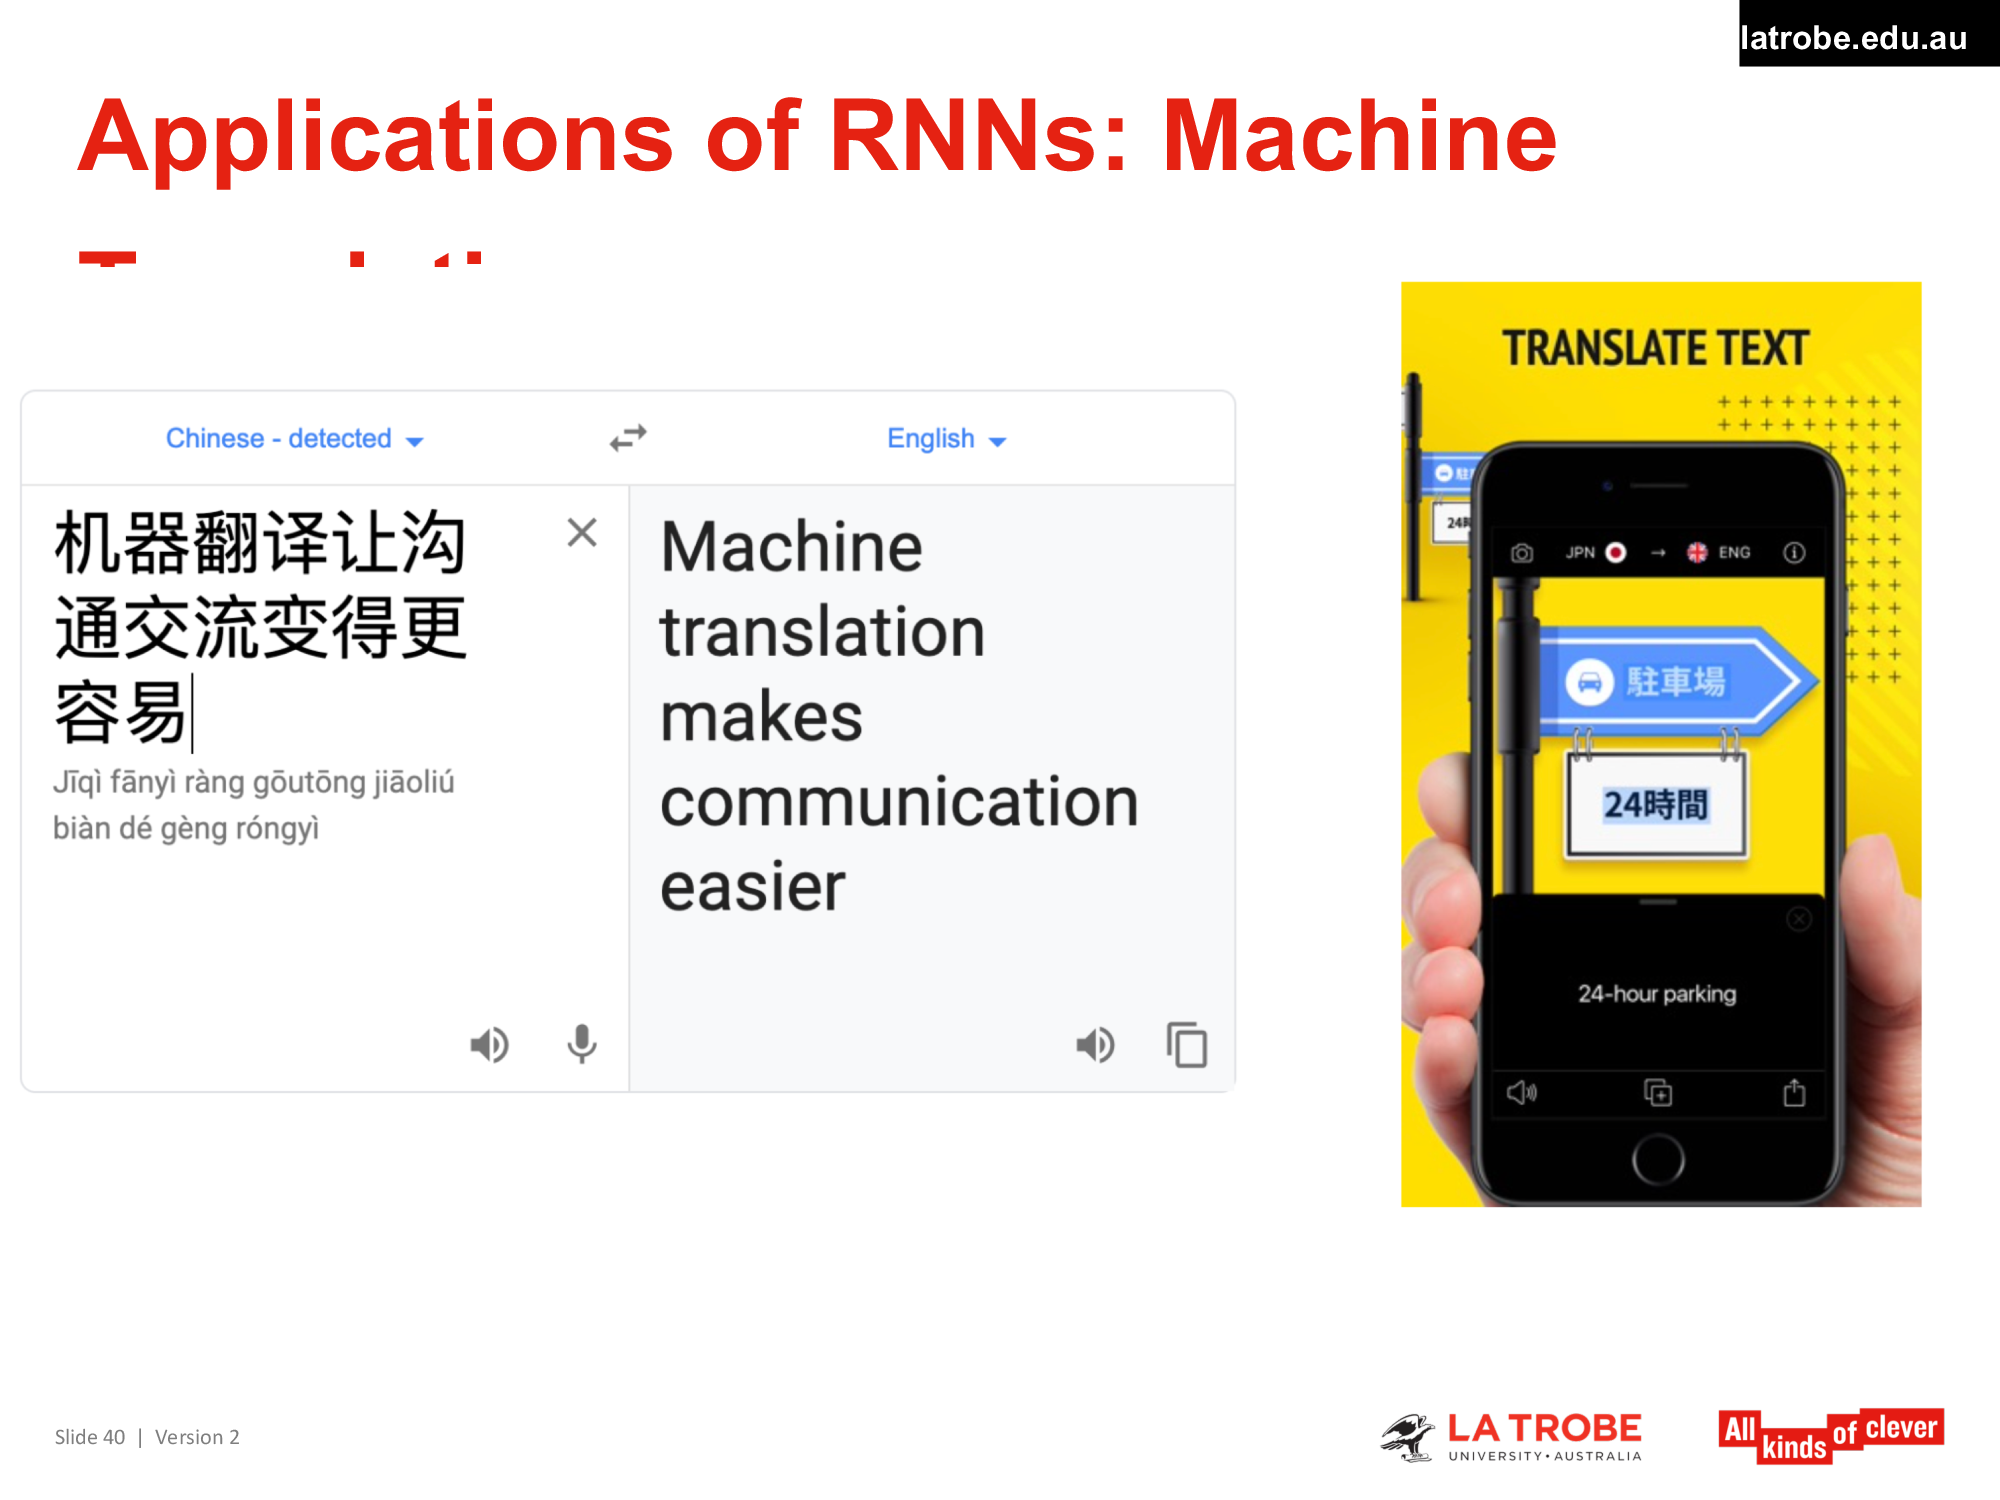 latrobe.edu.au
Applications of RNNs: Machine
Chinese - detected
English
机器翻译让沟
通交流变得更
容易
Jīqì fānyì ràng gōutōng jiāoliú
biàn dé gèng róngyì
Machine
translation
makes
communication
easier
TRANSLATE TEXT
JPN → ENG
駐車場
24時間
24-hour parking
Slide 40 | Version 2
LA TROBE
UNIVERSITY • AUSTRALIA
All kinds of clever